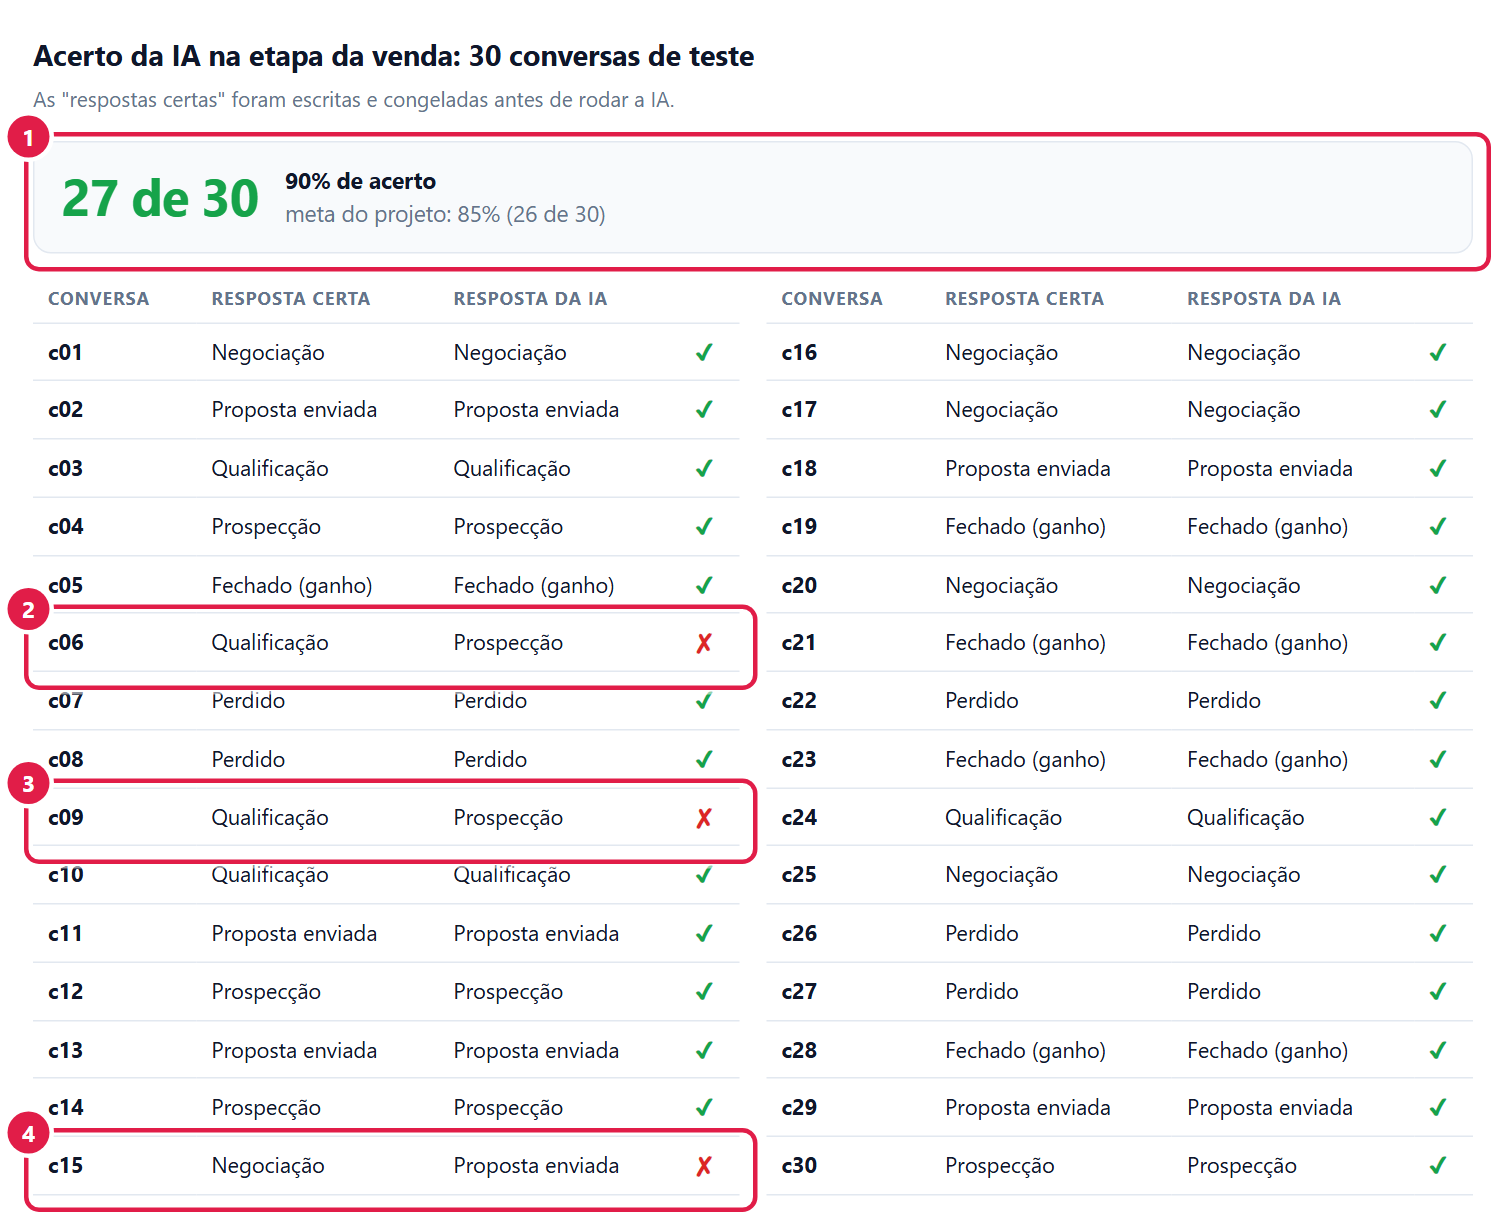 Acerto da IA na etapa da venda: 30 conversas de teste
As "respostas certas" foram escritas e congeladas antes de rodar a IA.
1
27 de 30
90% de acerto
meta do projeto: 85% (26 de 30)
CONVERSA RESPOSTA CERTA RESPOSTA DA IA
c01 Negociação Negociação ✓
c02 Proposta enviada Proposta enviada ✓
c03 Qualificação Qualificação ✓
c04 Prospecção Prospecção ✓
c05 Fechado (ganho) Fechado (ganho) ✓
2
c06 Qualificação Prospecção ✗
c07 Perdido Perdido ✓
c08 Perdido Perdido ✓
3
c09 Qualificação Prospecção ✗
c10 Qualificação Qualificação ✓
c11 Proposta enviada Proposta enviada ✓
c12 Prospecção Prospecção ✓
c13 Proposta enviada Proposta enviada ✓
c14 Prospecção Prospecção ✓
4
c15 Negociação Proposta enviada ✗
CONVERSA RESPOSTA CERTA RESPOSTA DA IA
c16 Negociação Negociação ✓
c17 Negociação Negociação ✓
c18 Proposta enviada Proposta enviada ✓
c19 Fechado (ganho) Fechado (ganho) ✓
c20 Negociação Negociação ✓
c21 Fechado (ganho) Fechado (ganho) ✓
c22 Perdido Perdido ✓
c23 Fechado (ganho) Fechado (ganho) ✓
c24 Qualificação Qualificação ✓
c25 Negociação Negociação ✓
c26 Perdido Perdido ✓
c27 Perdido Perdido ✓
c28 Fechado (ganho) Fechado (ganho) ✓
c29 Proposta enviada Proposta enviada ✓
c30 Prospecção Prospecção ✓